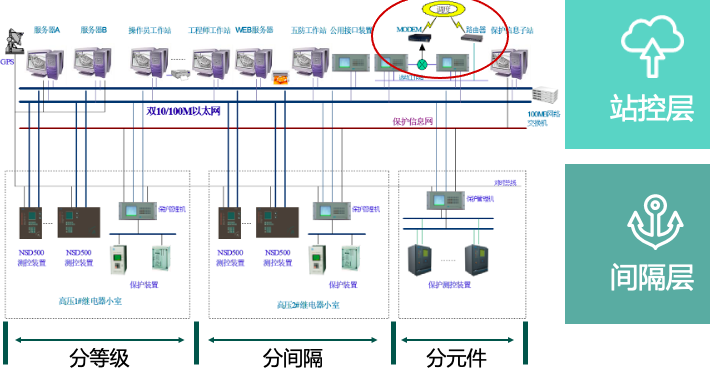 调度
服务器A
服务器B
操作员工作站
工程师工作站
WEB服务器
五防工作站
公用接口装置
MODEM
路由器
保护信息子站
GPS
双10/100M以太网
100MB网络
交换机
保护信息网
站控层
保护管理机
保护管理机
保护管理机
NSD500
测控装置
NSD500
测控装置
保护装置
NSD500
测控装置
NSD500
测控装置
保护装置
保护测控装置
高压1#继电器小室
高压2#继电器小室
间隔层
分等级
分间隔
分元件